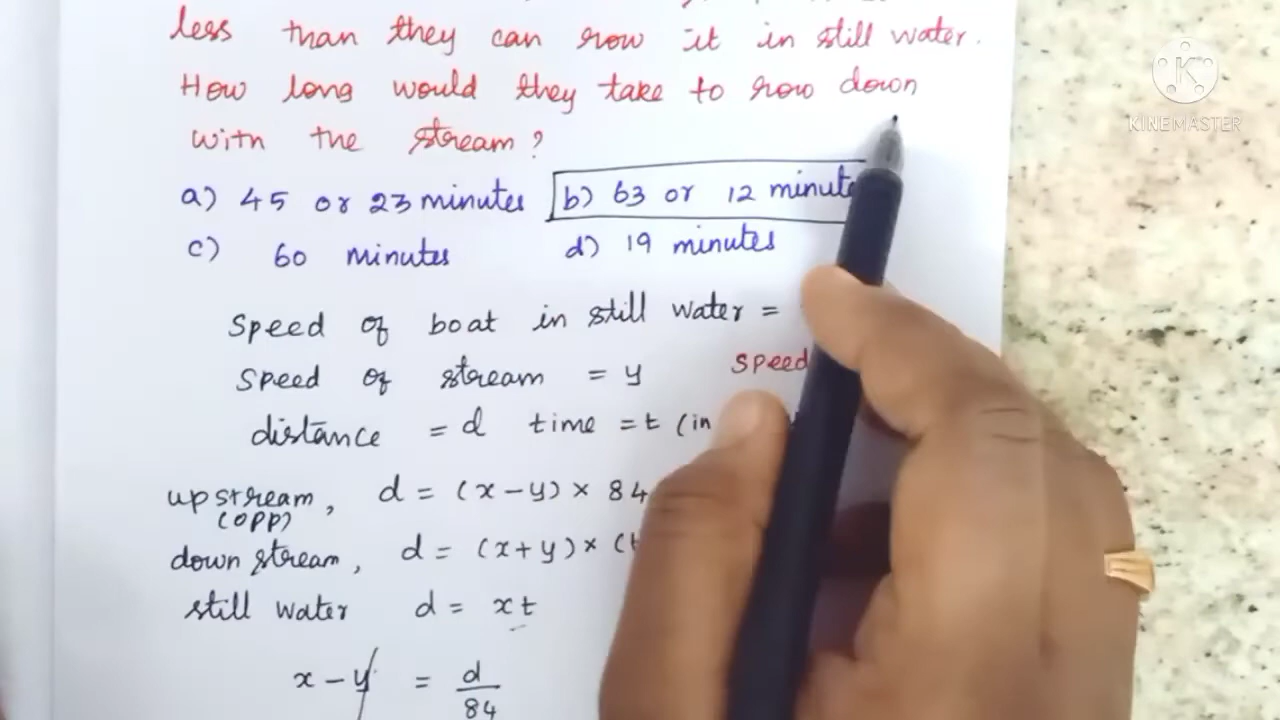 less than they can row it in still water.
How long would they take to row down
with the stream?
a) 45 or 23 minutes b) 63 or 12 minute
c) 60 minutes d) 19 minutes
Speed of boat in still water =
Speed of stream = y speed
distance = d time = t (in
upstream, d = (x-y) × 84
(opp)
down stream, d = (x+y) × (t
still water d = xt
x - y = d/84
KINEMASTER